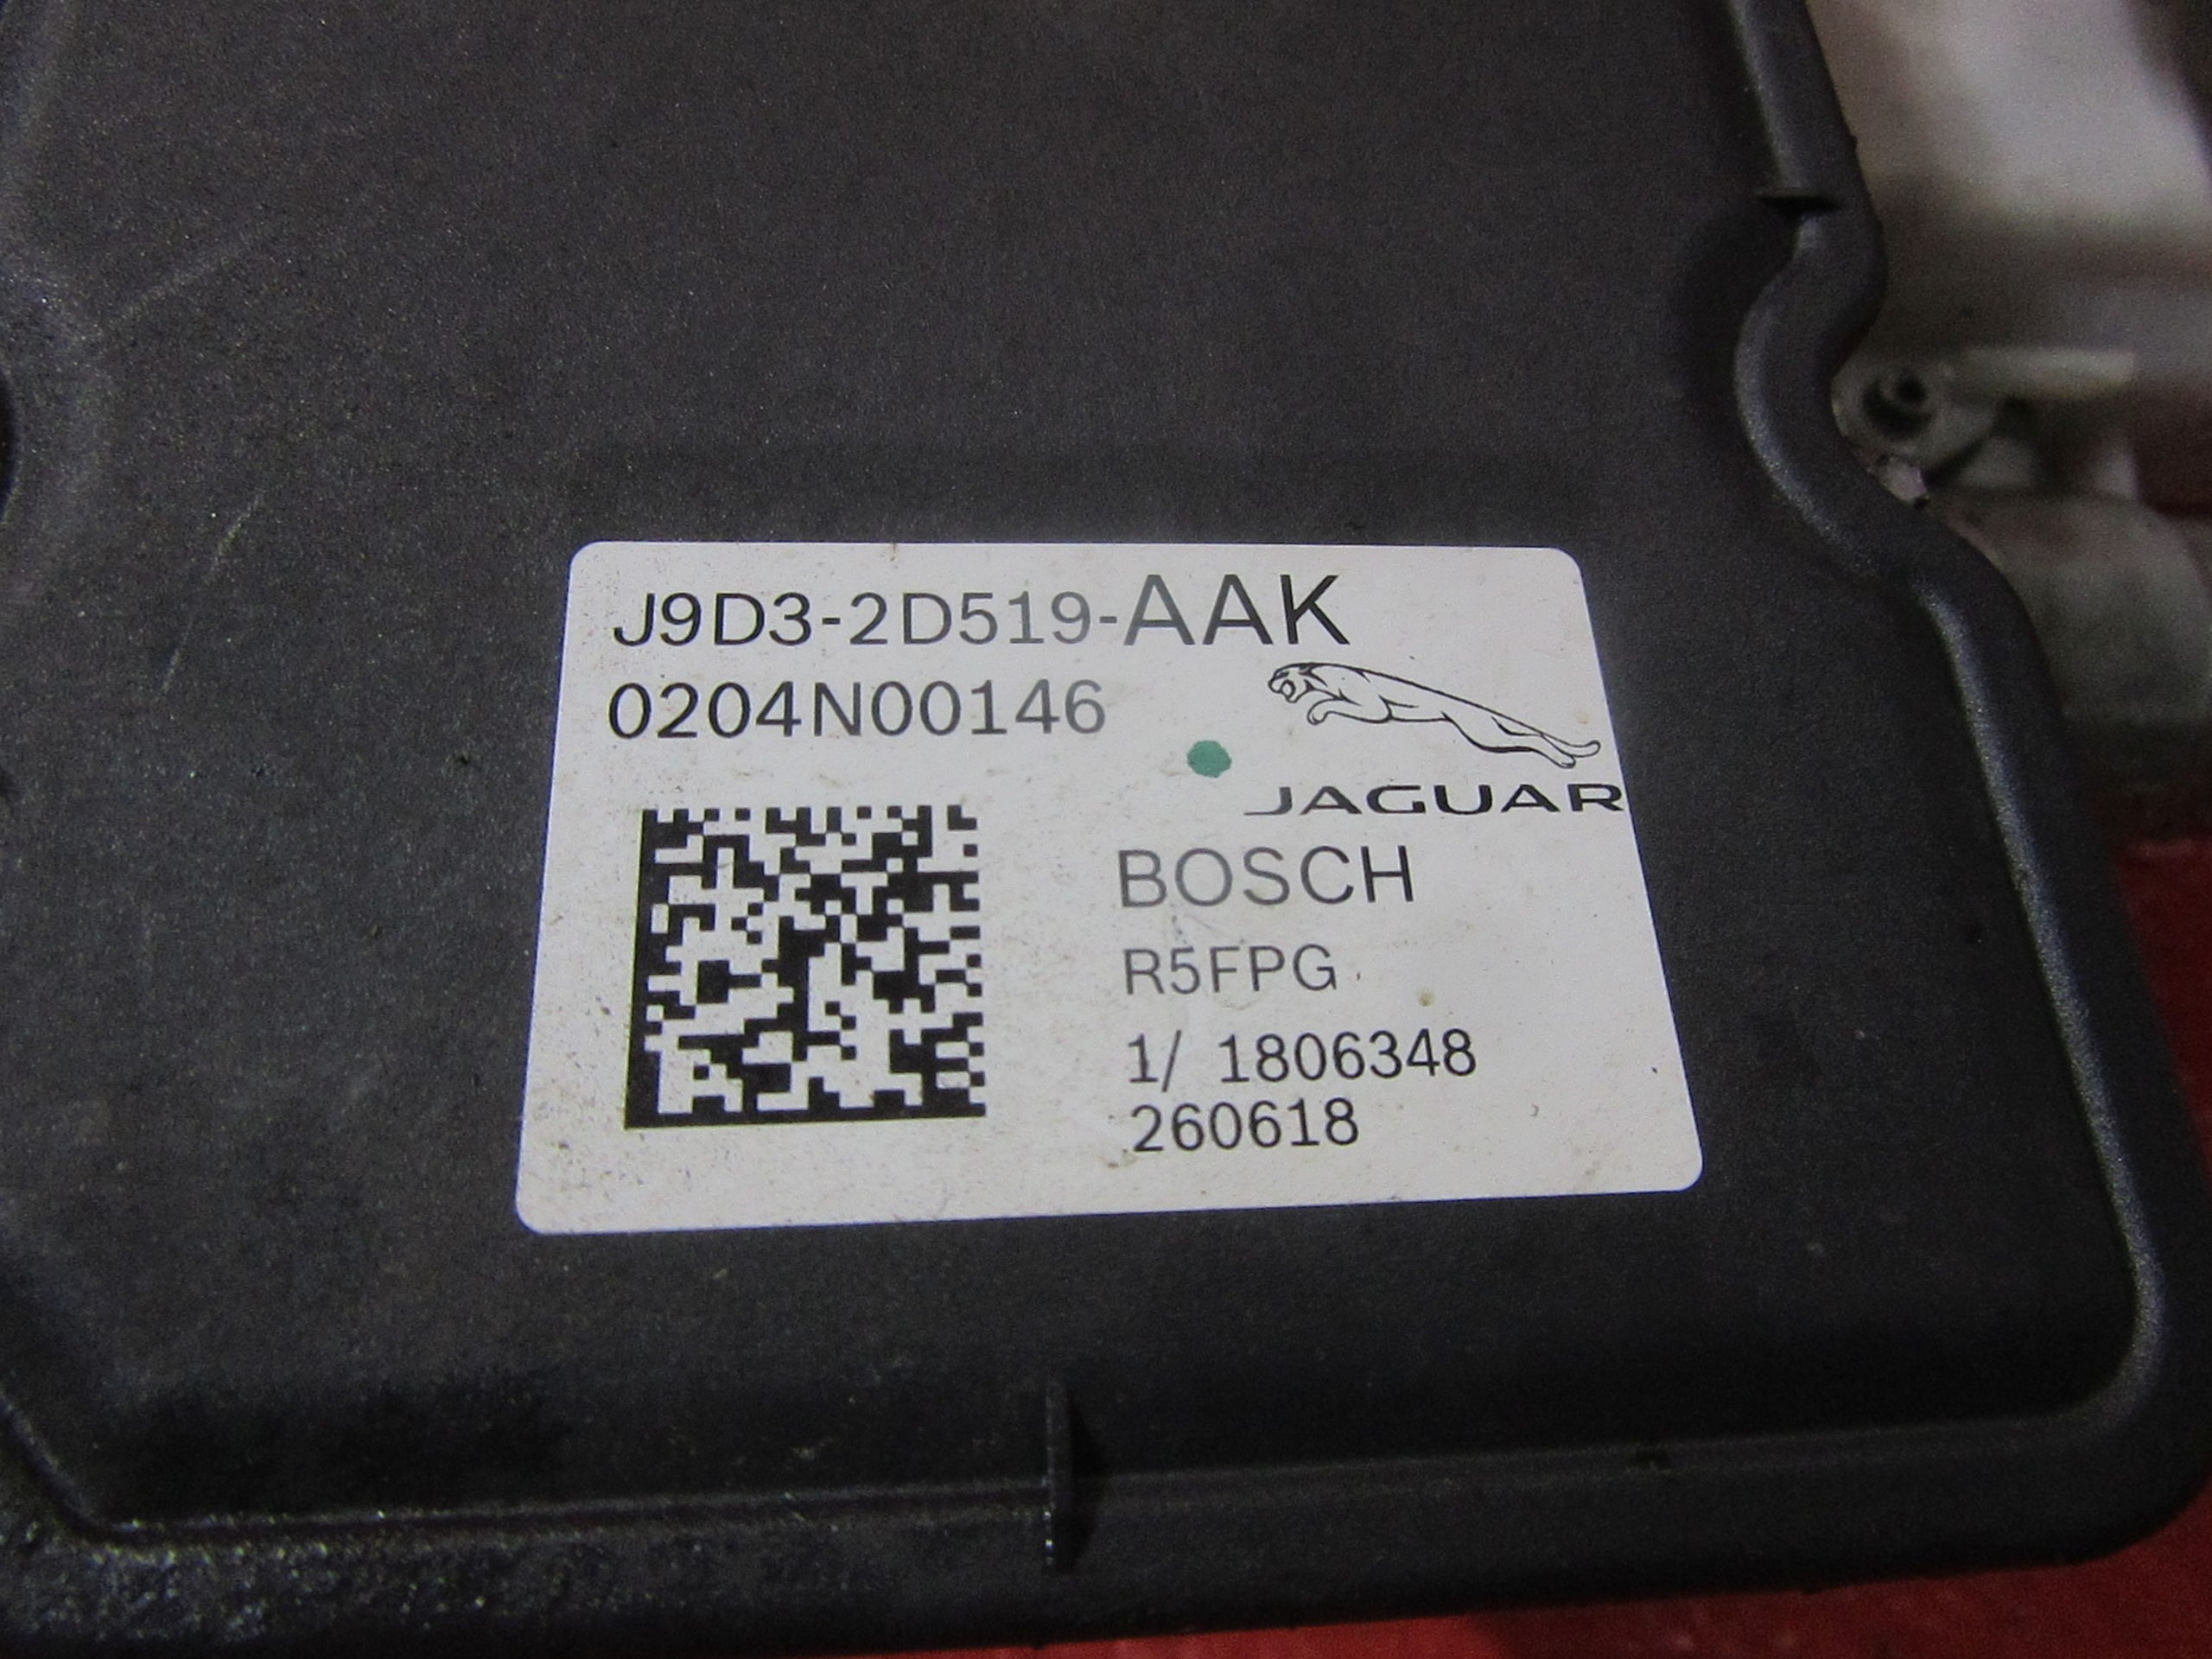 J9D3-2D519-AAK
0204N00146
JAGUAR
BOSCH
R5FPG
1/ 1806348
260618